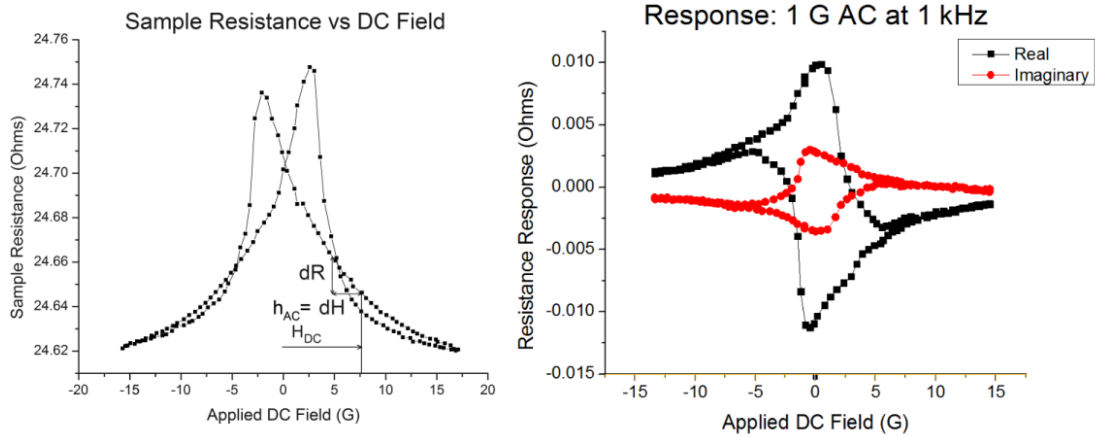 Sample Resistance vs DC Field
Sample Resistance (Ohms)
24.76
24.74
24.72
24.70
24.68
24.66
24.64
24.62
dR
h_AC= dH
H_DC
-20 -15 -10 -5 0 5 10 15 20
Applied DC Field (G)
Response: 1 G AC at 1 kHz
Real
Imaginary
Resistance Response (Ohms)
0.010
0.005
0.000
-0.005
-0.010
-0.015
-15 -10 -5 0 5 10 15
Applied DC Field (G)